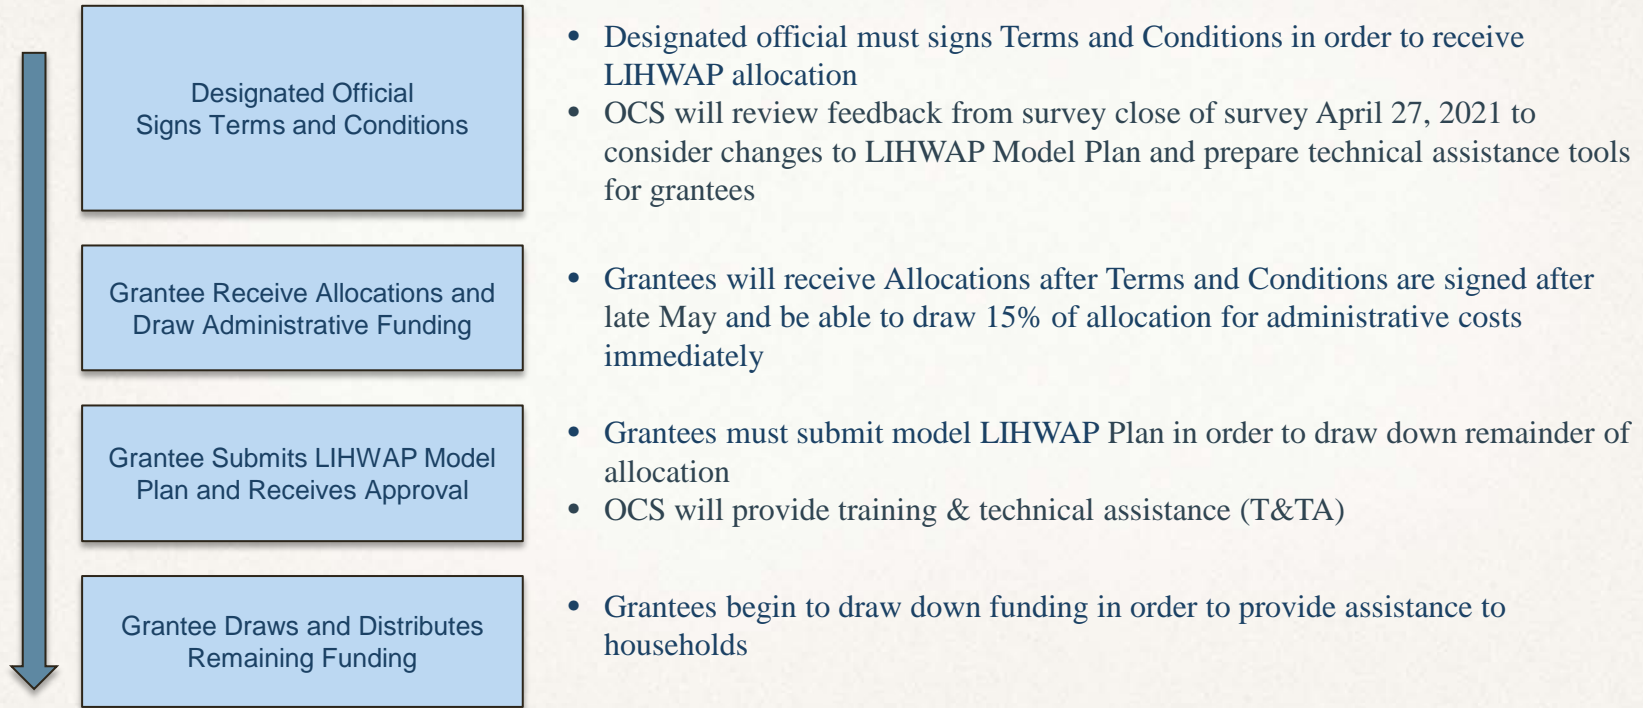 Designated Official
Signs Terms and Conditions
• Designated official must signs Terms and Conditions in order to receive
LIHWAP allocation
• OCS will review feedback from survey close of survey April 27, 2021 to
consider changes to LIHWAP Model Plan and prepare technical assistance tools
for grantees
Grantee Receive Allocations and
Draw Administrative Funding
• Grantees will receive Allocations after Terms and Conditions are signed after
late May and be able to draw 15% of allocation for administrative costs
immediately
Grantee Submits LIHWAP Model
Plan and Receives Approval
• Grantees must submit model LIHWAP Plan in order to draw down remainder of
allocation
• OCS will provide training & technical assistance (T&TA)
Grantee Draws and Distributes
Remaining Funding
• Grantees begin to draw down funding in order to provide assistance to
households